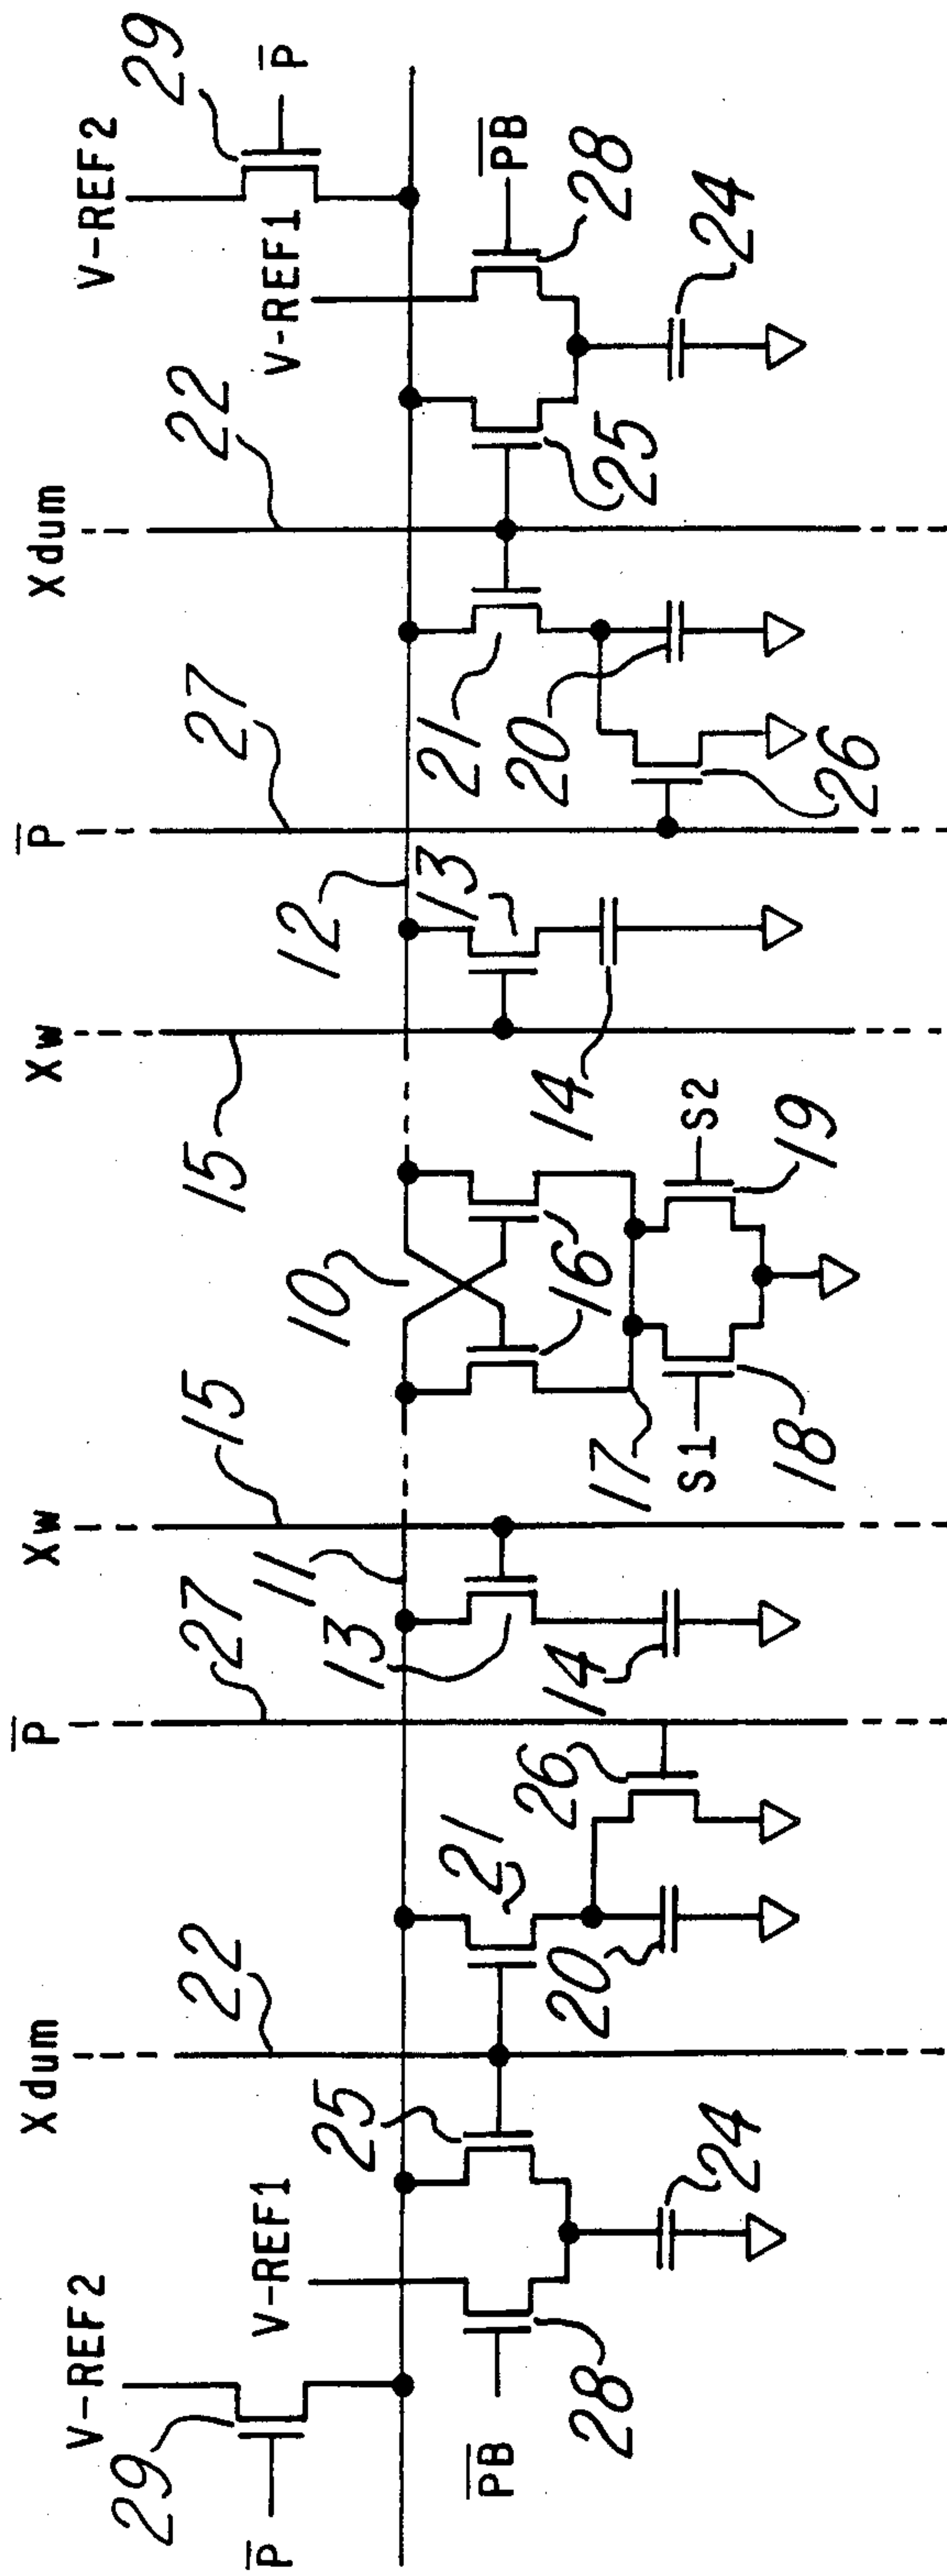 Xdum P̅ Xw Xw P̅ Xdum
V-REF2 V-REF2
29 22 27 15 15 27 22 29
P̅ V-REF1 V-REF1 P̅
11 10 12
25 13 13
21 21
P̅B̅ P̅B̅
26 16 20 25
20 14 14
28 17 28
S1 S2
24 18 19 26 24